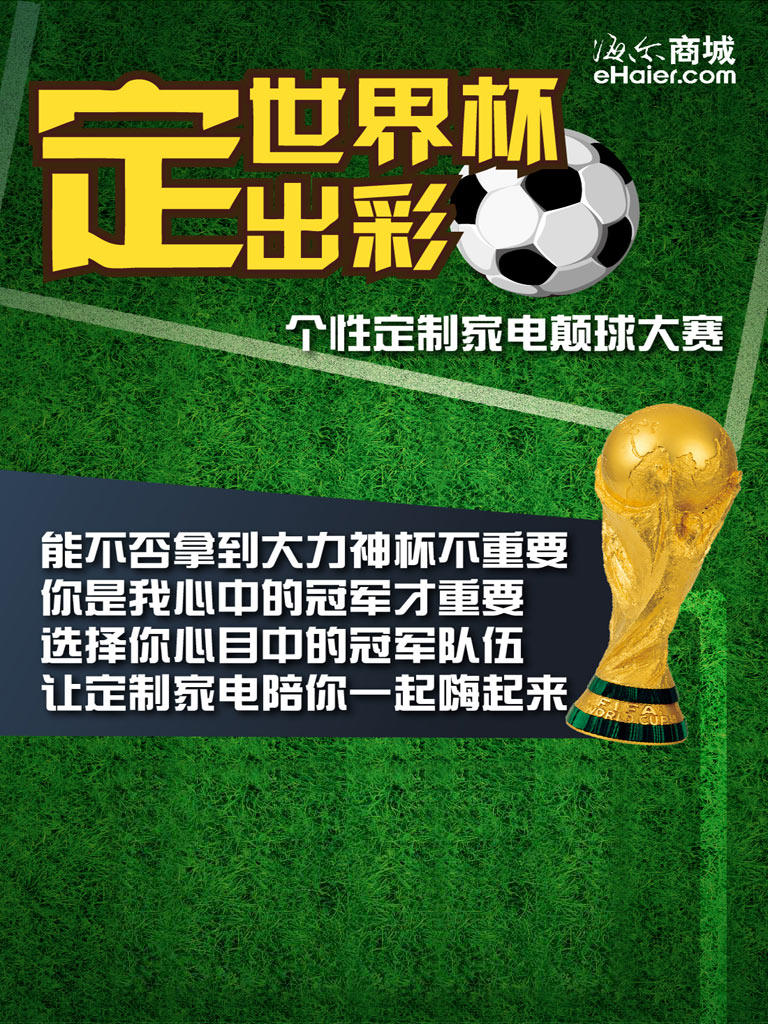 海尔商城
eHaier.com
定世界杯
出彩
个性定制家电颠球大赛
能不否拿到大力神杯不重要
你是我心中的冠军才重要
选择你心目中的冠军队伍
让定制家电陪你一起嗨起来
FIFA
WORLD CUP